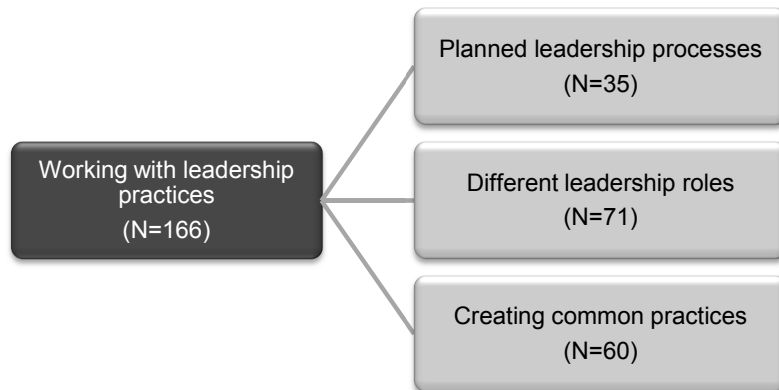 Working with leadership
practices
(N=166)
Planned leadership processes
(N=35)
Different leadership roles
(N=71)
Creating common practices
(N=60)